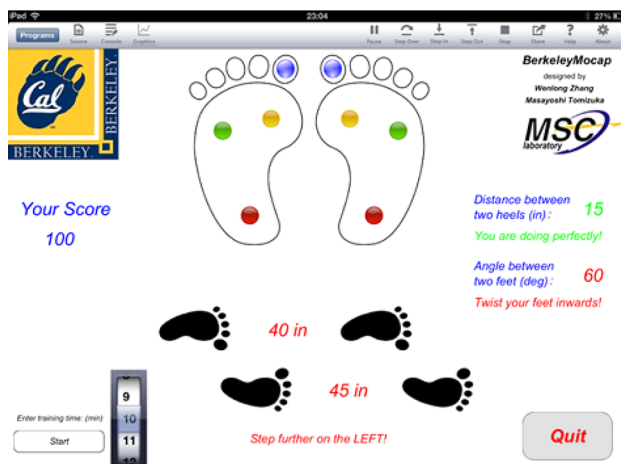 iPad
23:04
27%
Programs
Source
Console
Graphics
Pause
Step Over
Step In
Step Out
Stop
Share
Help
About
Cal
BERKELEY
BERKELEY
BerkeleyMocap
designed by
Wenlong Zhang
Masayoshi Tomizuka
MSC
laboratory
Your Score
100
Distance between
two heels (in) :
15
You are doing perfectly!
Angle between
two feet (deg) :
60
Twist your feet inwards!
40 in
45 in
Enter training time: (min)
Start
9
10
11
12
Step further on the LEFT!
Quit